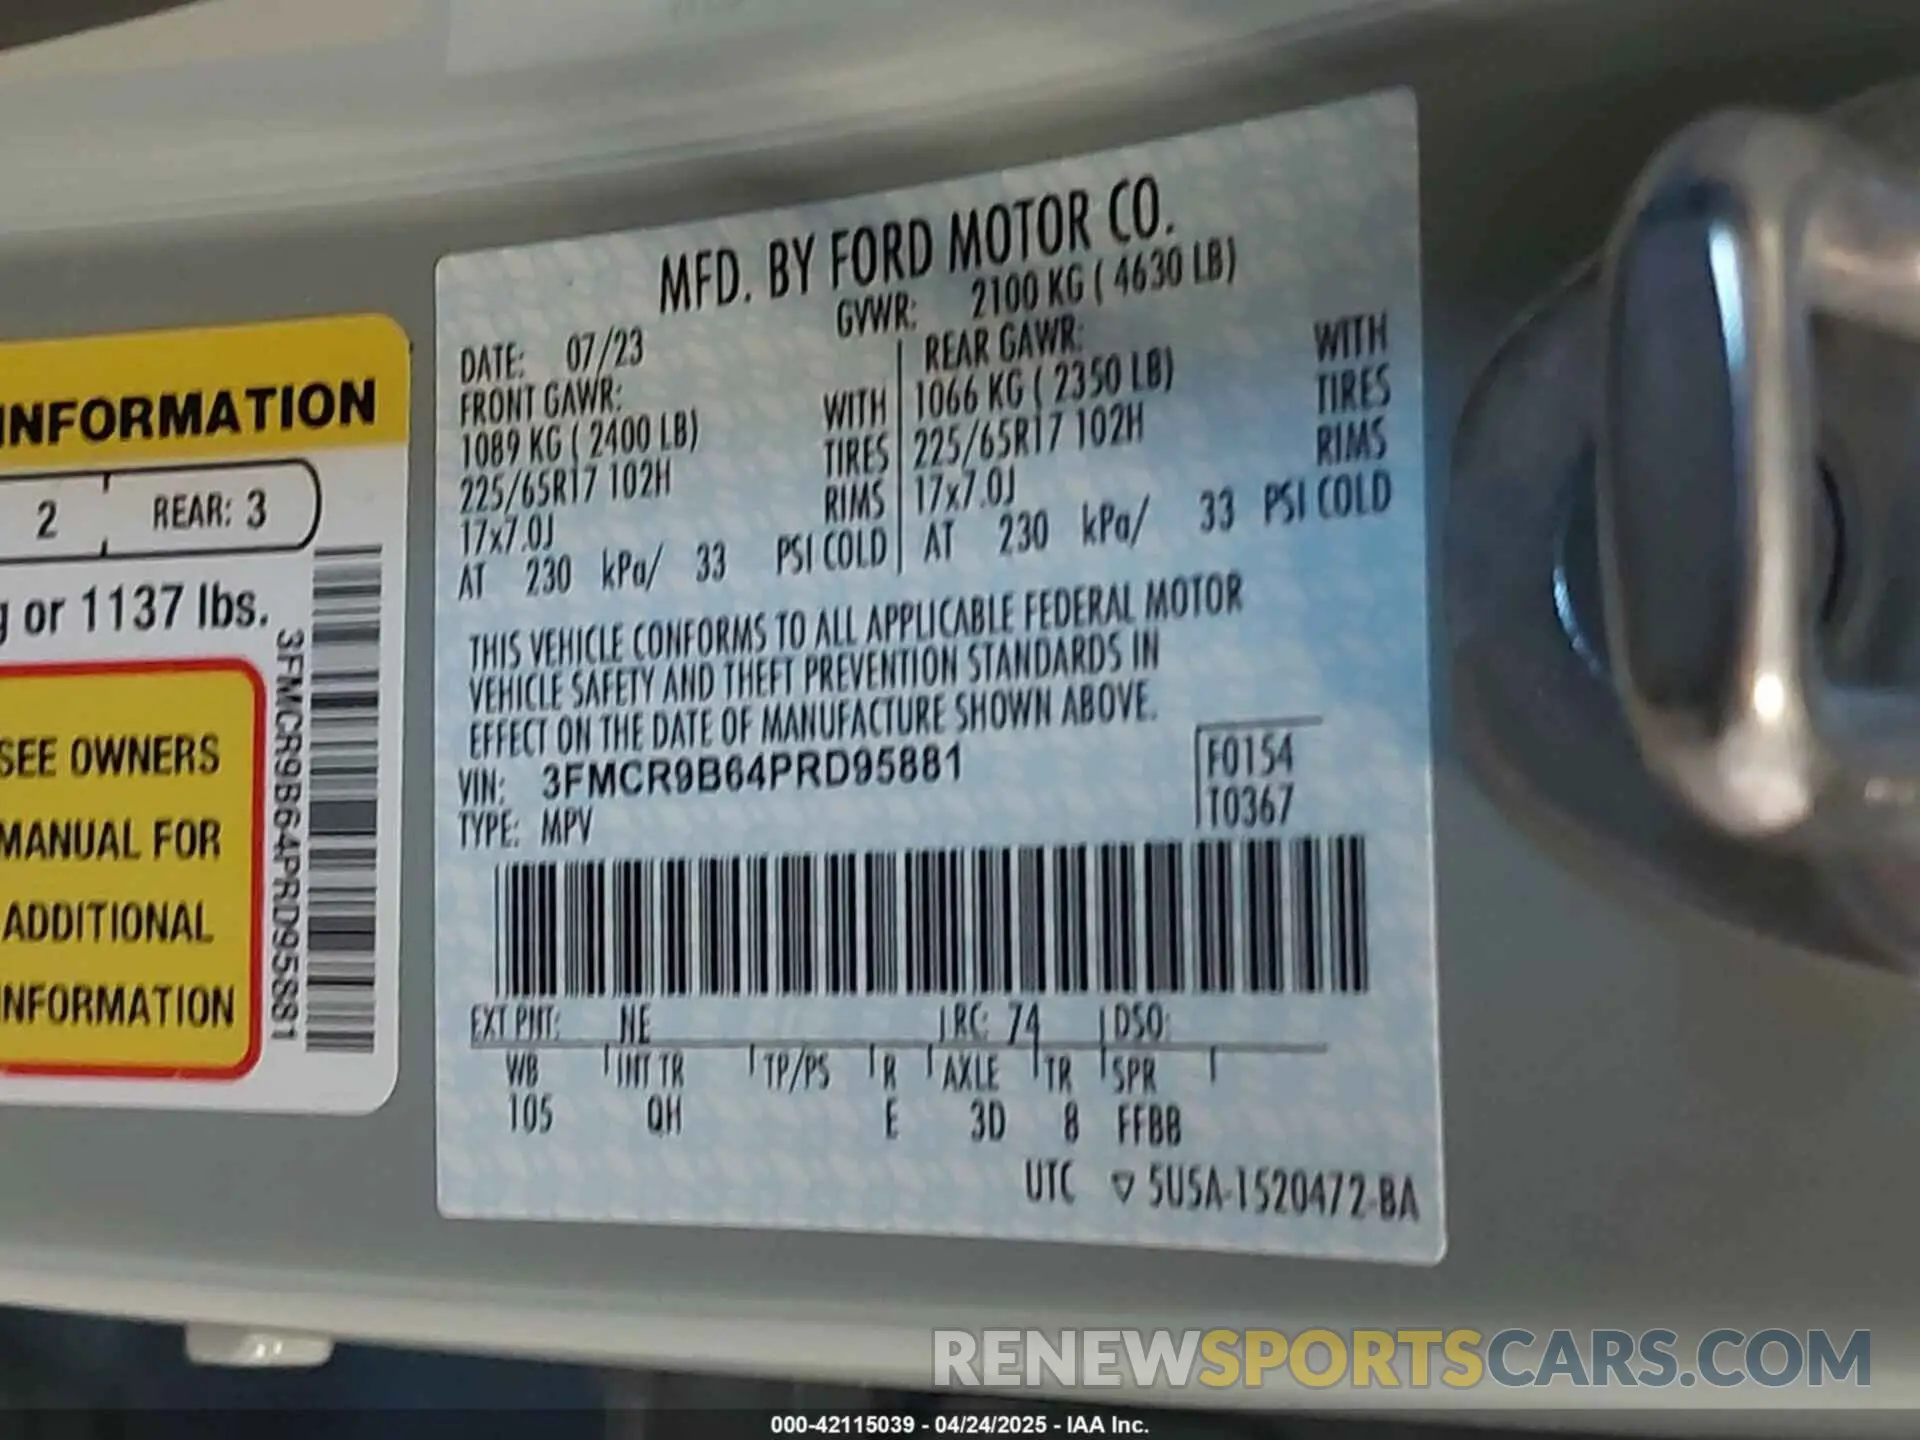 INFORMATION
2 REAR: 3
g or 1137 lbs.
3FMCR9B64PRD95881
SEE OWNERS
MANUAL FOR
ADDITIONAL
INFORMATION
MFD. BY FORD MOTOR CO.
DATE: 07/23 GVWR: 2100 KG ( 4630 LB)
FRONT GAWR: REAR GAWR:
1089 KG ( 2400 LB) WITH 1066 KG ( 2350 LB) WITH
225/65R17 102H TIRES 225/65R17 102H TIRES
17x7.0J RIMS 17x7.0J RIMS
AT 230 kPa/ 33 PSI COLD AT 230 kPa/ 33 PSI COLD
THIS VEHICLE CONFORMS TO ALL APPLICABLE FEDERAL MOTOR
VEHICLE SAFETY AND THEFT PREVENTION STANDARDS IN
EFFECT ON THE DATE OF MANUFACTURE SHOWN ABOVE.
VIN: 3FMCR9B64PRD95881 F0154
TYPE: MPV T0367
EXT PNT: NE RC: 74 DSO:
WB INT TR TP/PS R AXLE TR SPR
105 QH E 3D 8 FFBB
UTC ▽ 5U5A-1520472-BA
RENEWSPORTSCARS.COM
000-42115039 - 04/24/2025 - IAA Inc.